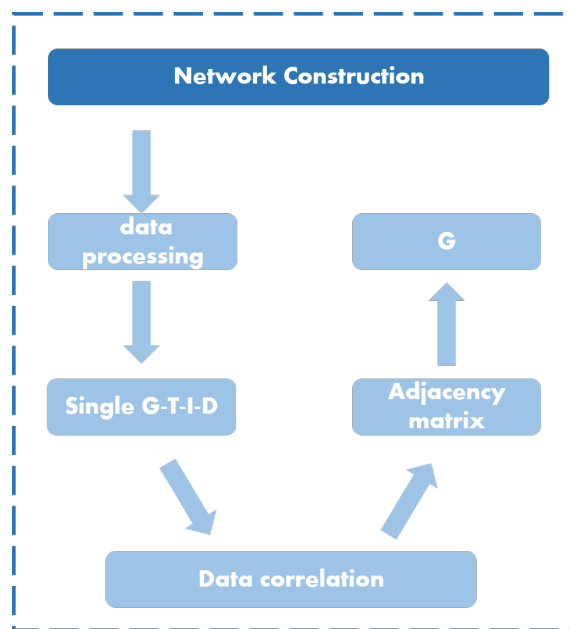 Network Construction
data
processing
G
Single G-T-I-D
Adjacency
matrix
Data correlation